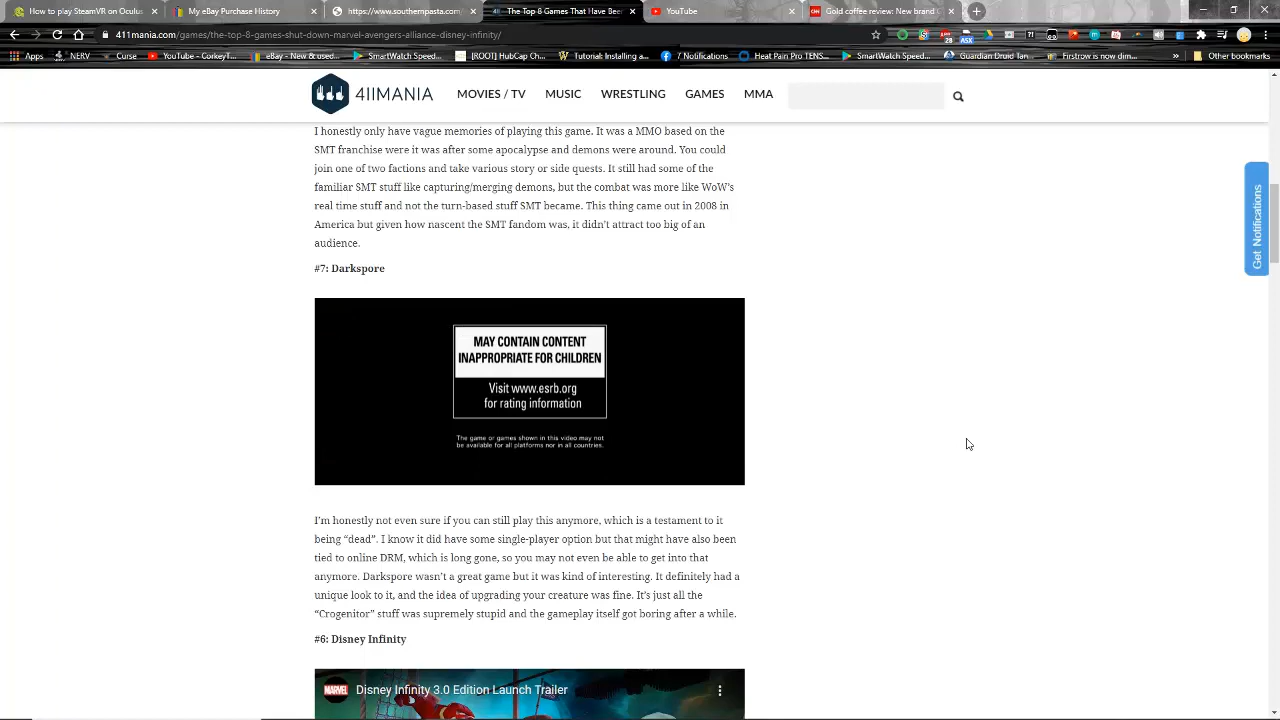 How to play SteamVR on Oculus
My eBay Purchase History
https://www.southernpasta.com
The Top 8 Games That Have Bee
YouTube
Gold coffee review: New brand
411mania.com/games/the-top-8-games-shut-down-marvel-avengers-alliance-disney-infinity/
Apps
NERV
Curse
YouTube - CorkeyT...
eBay - New & used...
SmartWatch Speed...
[ROOT] HubCap Ch...
What You Have Bee...
Tutorial: Installing a...
7 Notifications
Heat Pain Pro TENS...
SmartWatch Speed...
Guardian Druid Tan...
Firstrow is now dim...
»
Other bookmarks
411MANIA
MOVIES / TV
MUSIC
WRESTLING
GAMES
MMA
I honestly only have vague memories of playing this game. It was a MMO based on the
SMT franchise were it was after some apocalypse and demons were around. You could
join one of two factions and take various story or side quests. It still had some of the
familiar SMT stuff like capturing/merging demons, but the combat was more like WoW's
real time stuff and not the turn-based stuff SMT became. This thing came out in 2008 in
America but given how nascent the SMT fandom was, it didn't attract too big of an
audience.
#7: Darkspore
MAY CONTAIN CONTENT
INAPPROPRIATE FOR CHILDREN
Visit www.esrb.org
for rating information
The game or games shown in this video may not
be available for all platforms nor in all countries.
I'm honestly not even sure if you can still play this anymore, which is a testament to it
being “dead”. I know it did have some single-player option but that might have also been
tied to online DRM, which is long gone, so you may not even be able to get into that
anymore. Darkspore wasn't a great game but it was kind of interesting. It definitely had a
unique look to it, and the idea of upgrading your creature was fine. It's just all the
“Crogenitor” stuff was supremely stupid and the gameplay itself got boring after a while.
#6: Disney Infinity
MARVEL
Disney Infinity 3.0 Edition Launch Trailer
Get Notifications